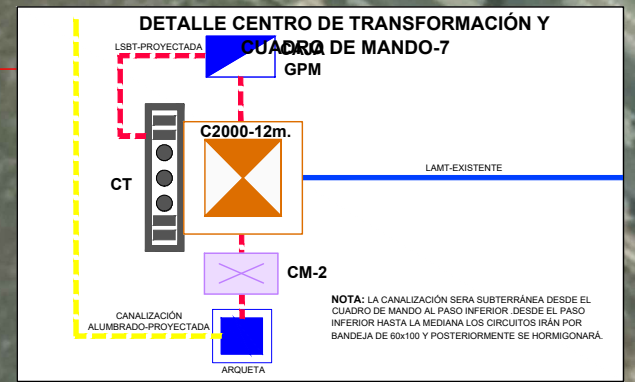 DETALLE CENTRO DE TRANSFORMACIÓN Y
CUADRO DE MANDO-7
LSBT-PROYECTADA
CAJA
GPM
C2000-12m.
CT
LAMT-EXISTENTE
CM-2
NOTA: LA CANALIZACIÓN SERA SUBTERRÁNEA DESDE EL
CUADRO DE MANDO AL PASO INFERIOR .DESDE EL PASO
INFERIOR HASTA LA MEDIANA LOS CIRCUITOS IRÁN POR
BANDEJA DE 60x100 Y POSTERIORMENTE SE HORMIGONARÁ.
CANALIZACIÓN
ALUMBRADO-PROYECTADA
ARQUETA